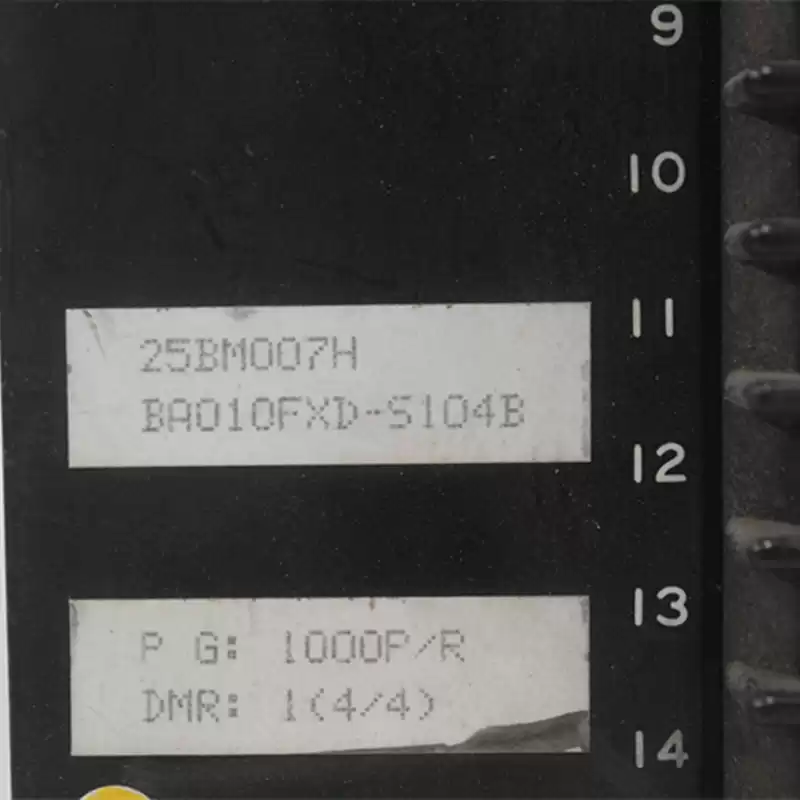 9
10
11
25BM007H
BA010FXD-S104B
12
13
P G: 1000P/R
DMR: 1(4/4)
14